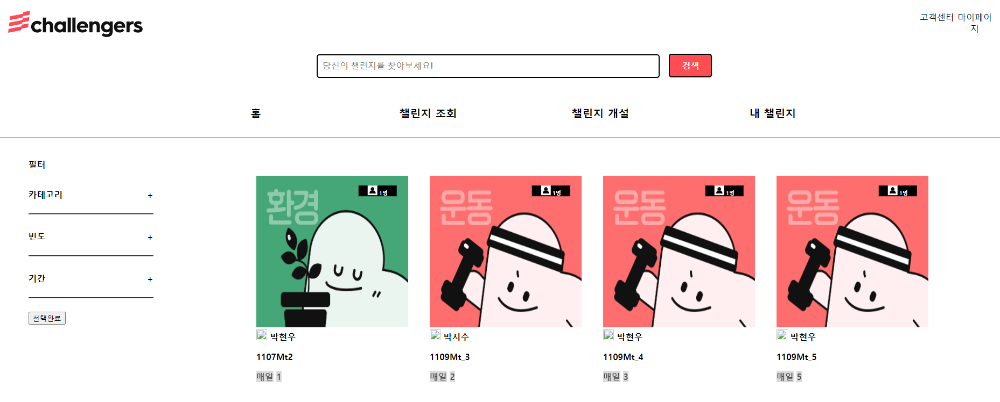 challengers
고객센터 마이페이
지
당신의 챌린지를 찾아보세요!
검색
홈 챌린지 조회 챌린지 개설 내 챌린지
필터
카테고리 +
빈도 +
기간 +
선택완료
환경 1명
운동 1명
운동 1명
운동 1명
박현우
1107Mt2
매일 1
박지수
1109Mt_3
매일 2
박현우
1109Mt_4
매일 3
박현우
1109Mt_5
매일 5